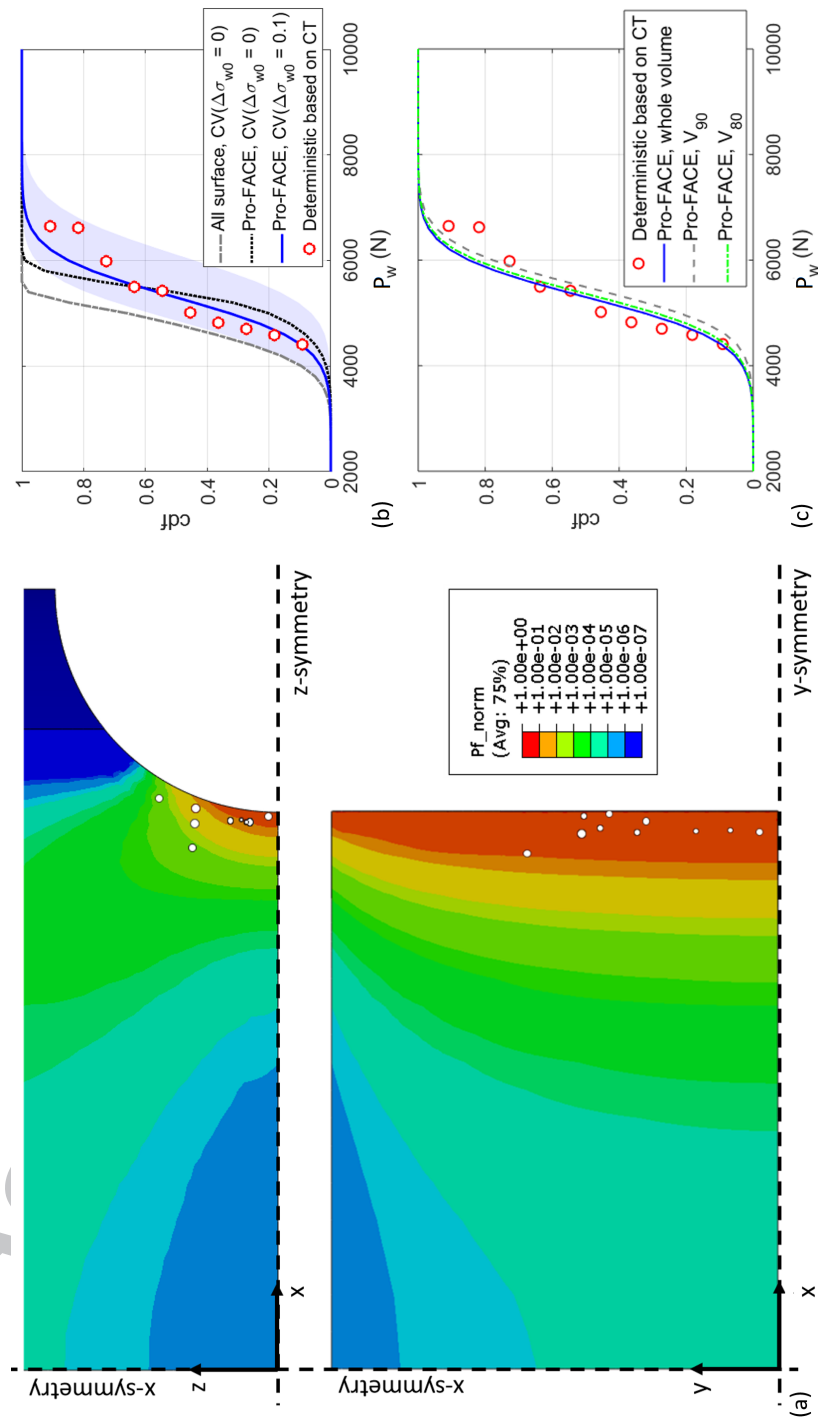 x-symmetry
z
x
z-symmetry
x-symmetry
y
x
y-symmetry
(a)
Pf_norm
(Avg: 75%)
+1.00e+00
+1.00e-01
+1.00e-02
+1.00e-03
+1.00e-04
+1.00e-05
+1.00e-06
+1.00e-07
(b)
cdf
1
0.8
0.6
0.4
0.2
0
2000
4000
6000
8000
10000
P_w (N)
All surface, CV(Δσ_w0 = 0)
Pro-FACE, CV(Δσ_w0 = 0)
Pro-FACE, CV(Δσ_w0 = 0.1)
Deterministic based on CT
(c)
cdf
1
0.8
0.6
0.4
0.2
0
2000
4000
6000
8000
10000
P_w (N)
Deterministic based on CT
Pro-FACE, whole volume
Pro-FACE, V_90
Pro-FACE, V_80